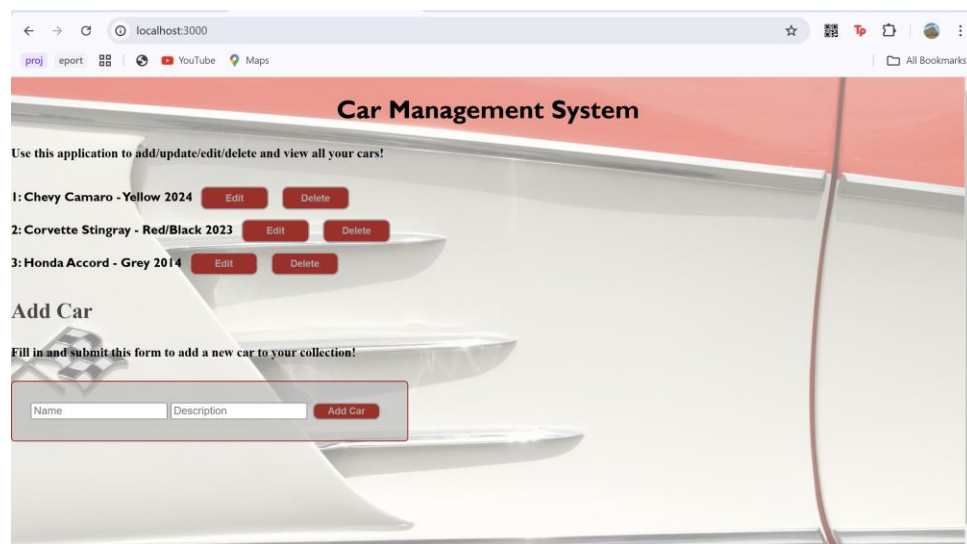 localhost:3000
Tp
proj eport YouTube Maps All Bookmarks
Car Management System
Use this application to add/update/edit/delete and view all your cars!
1: Chevy Camaro - Yellow 2024 Edit Delete
2: Corvette Stingray - Red/Black 2023 Edit Delete
3: Honda Accord - Grey 2014 Edit Delete
Add Car
Fill in and submit this form to add a new car to your collection!
Name Description Add Car